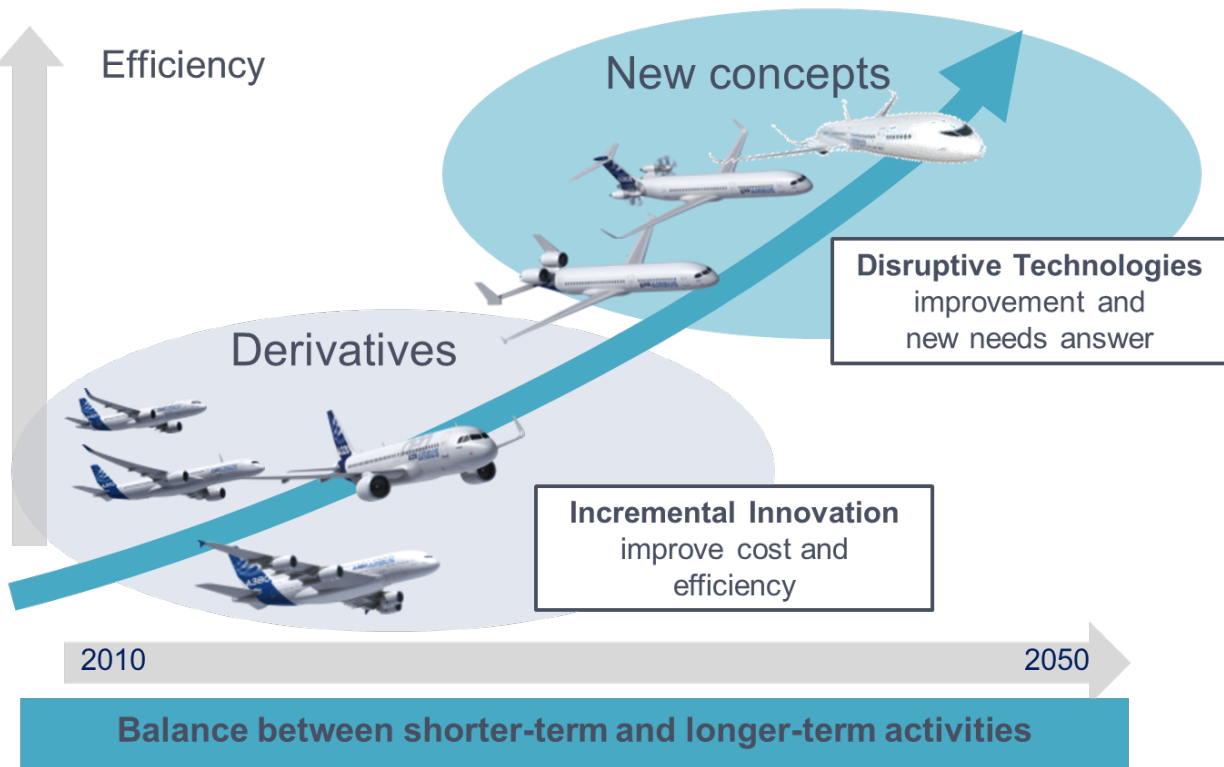 Efficiency
New concepts
Disruptive Technologies
improvement and
new needs answer
Derivatives
Incremental Innovation
improve cost and
efficiency
A380
2010
2050
Balance between shorter-term and longer-term activities